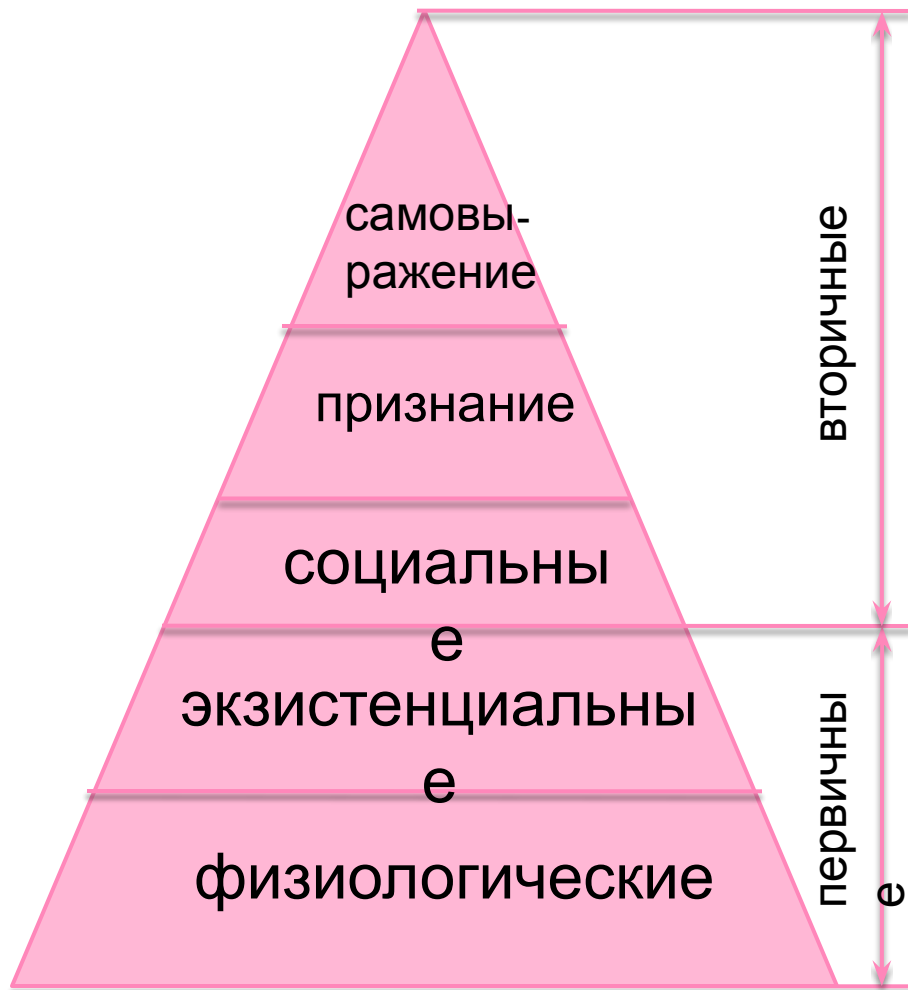 самовы-
ражение
признание
социальны
е
экзистенциальны
е
физиологические
вторичные
первичны
е